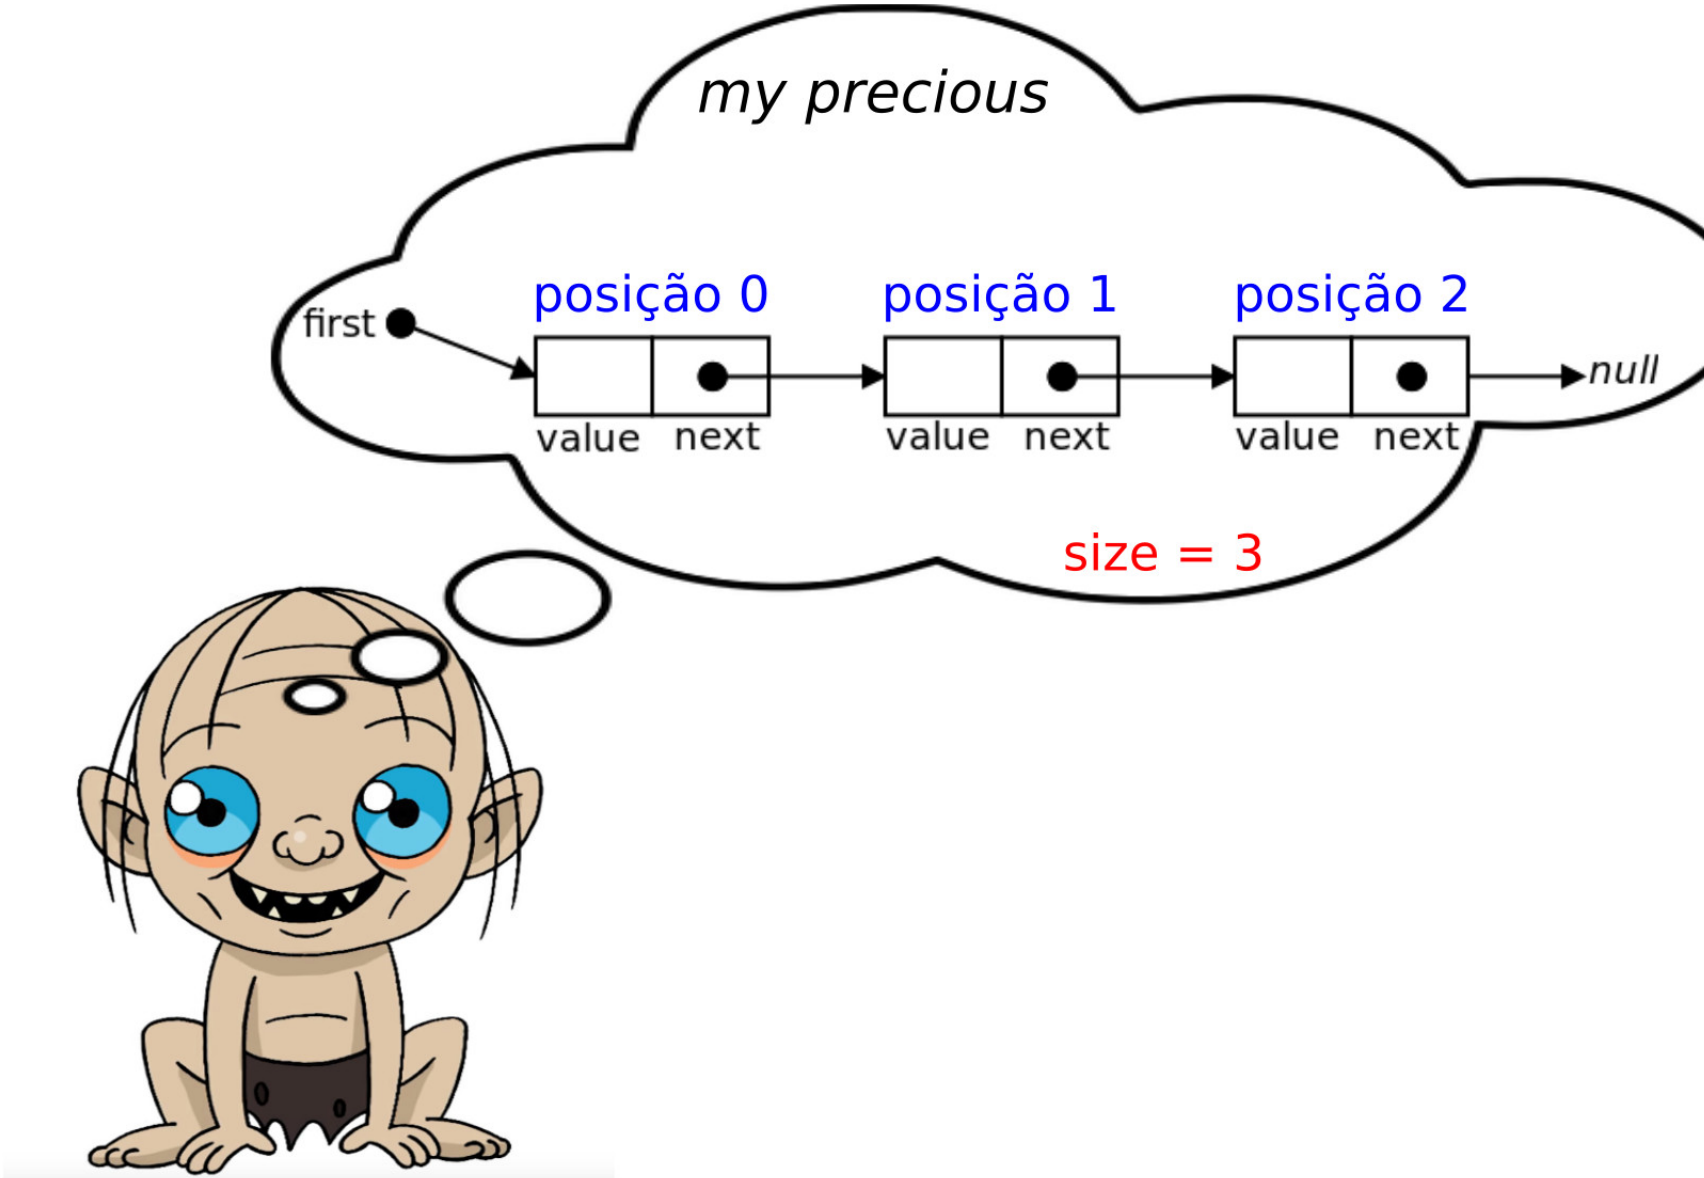 my precious
posição 0 posição 1 posição 2
first
null
value next value next value next
size = 3